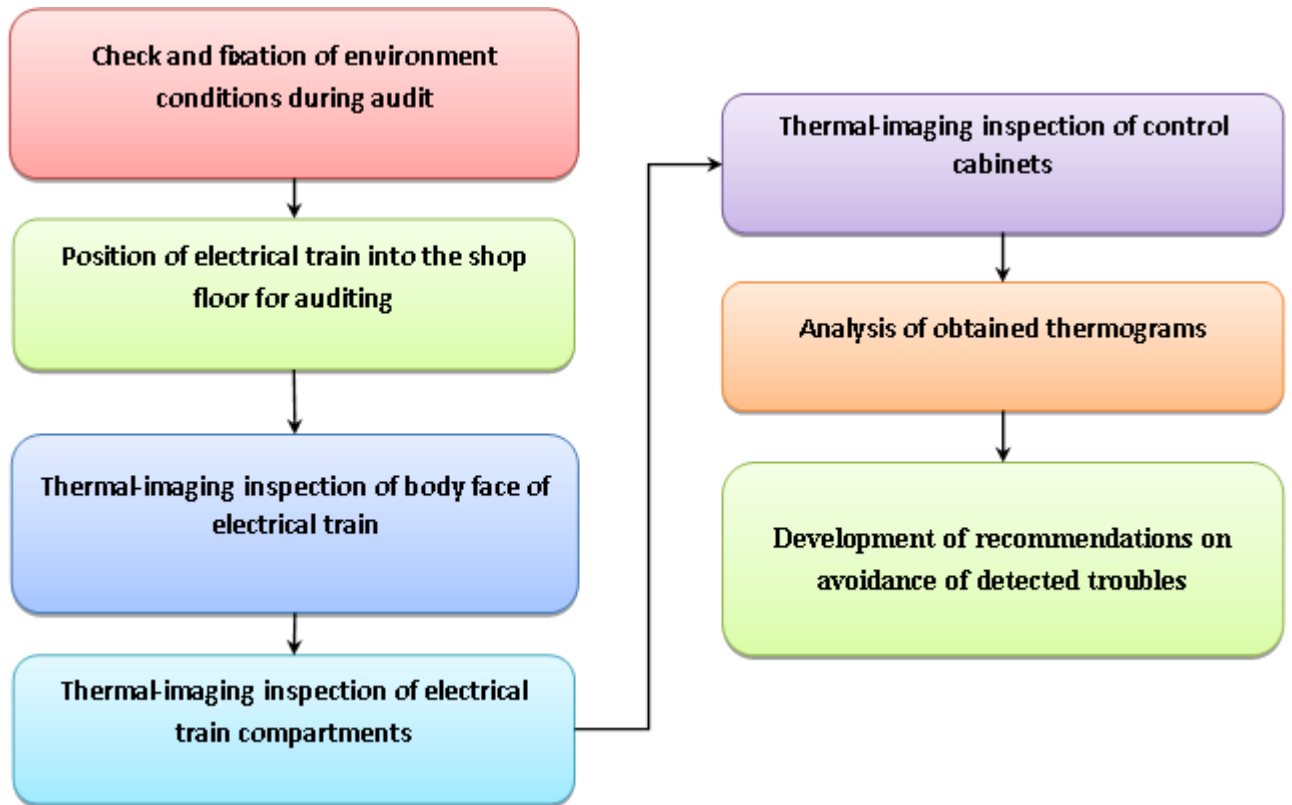 Check and fixation of environment
conditions during audit
Position of electrical train into the shop
floor for auditing
Thermal-imaging inspection of body face of
electrical train
Thermal-imaging inspection of electrical
train compartments
Thermal-imaging inspection of control
cabinets
Analysis of obtained thermograms
Development of recommendations on
avoidance of detected troubles